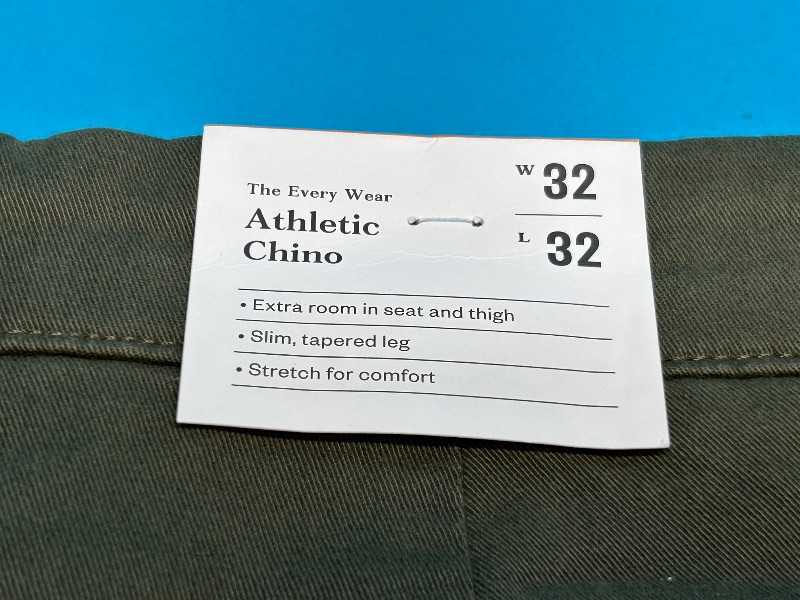 The Every Wear
Athletic
Chino
W 32
L 32
• Extra room in seat and thigh
• Slim, tapered leg
• Stretch for comfort